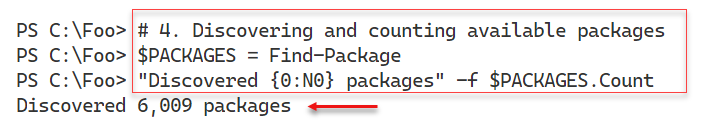 PS C:\Foo> # 4. Discovering and counting available packages
PS C:\Foo> $PACKAGES = Find-Package
PS C:\Foo> "Discovered {0:N0} packages" -f $PACKAGES.Count
Discovered 6,009 packages